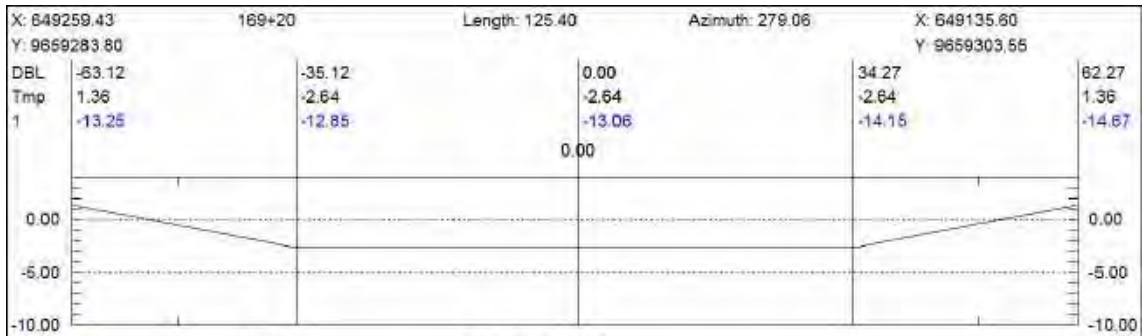 X: 649259.43 169+20 Length: 125.40 Azimuth: 279.06 X: 649135.60
Y: 9659283.80 Y: 9659303.55
DBL -63.12 -35.12 0.00 34.27 62.27
Tmp 1.36 -2.64 -2.64 -2.64 1.36
1 -13.25 -12.85 -13.06 -14.15 -14.67
0.00
0.00 0.00
-5.00 -5.00
-10.00 -10.00